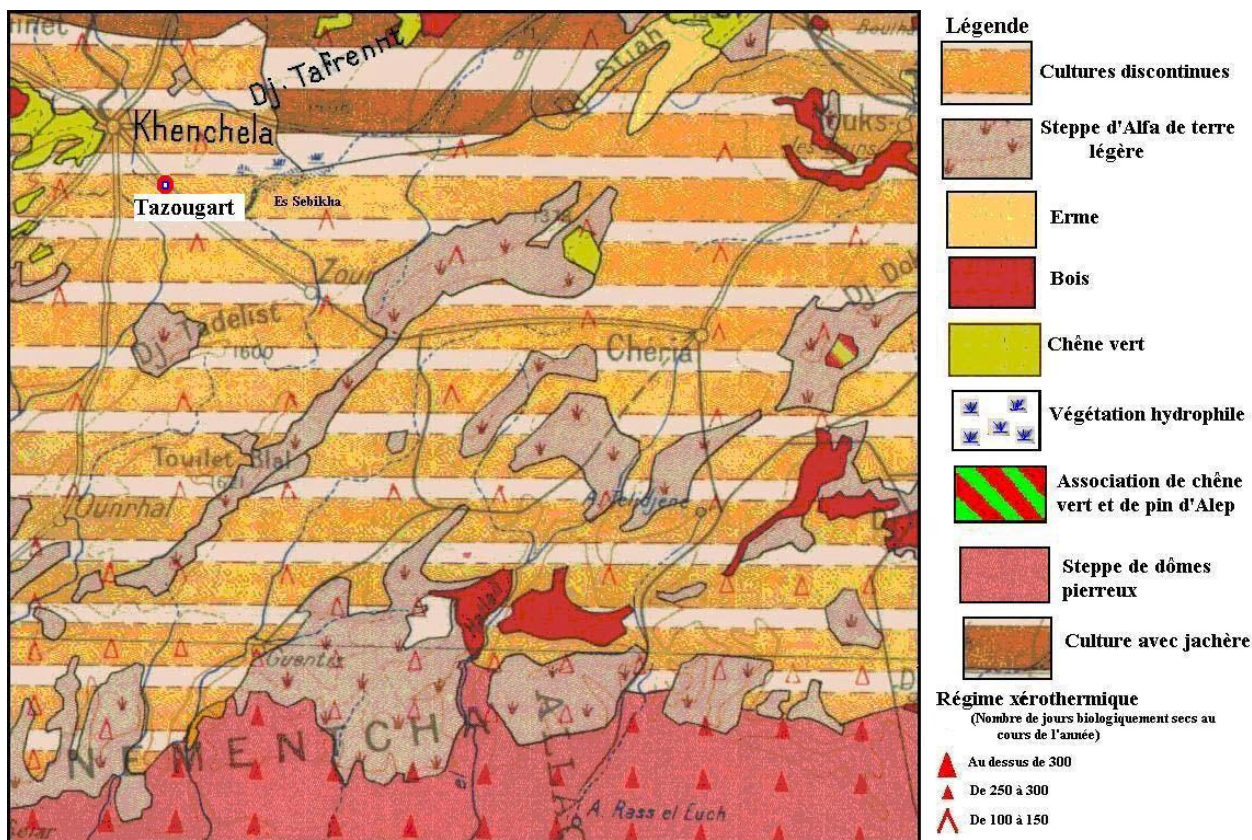 Dj. Tafrennt
Khenchela
Tazougart
Es Sebikha
Dj. Tadelist
1600
Chéria
Touilet Blal
Guentis
NEMENCHA
A. Rass el Euch
Légende
Cultures discontinues
Steppe d'Alfa de terre
légère
Erme
Bois
Chêne vert
Végétation hydrophile
Association de chêne
vert et de pin d'Alep
Steppe de dômes
pierreux
Culture avec jachère
Régime xérothermique
(Nombre de jours biologiquement secs au
cours de l'année)
Au dessus de 300
De 250 à 300
De 100 à 150